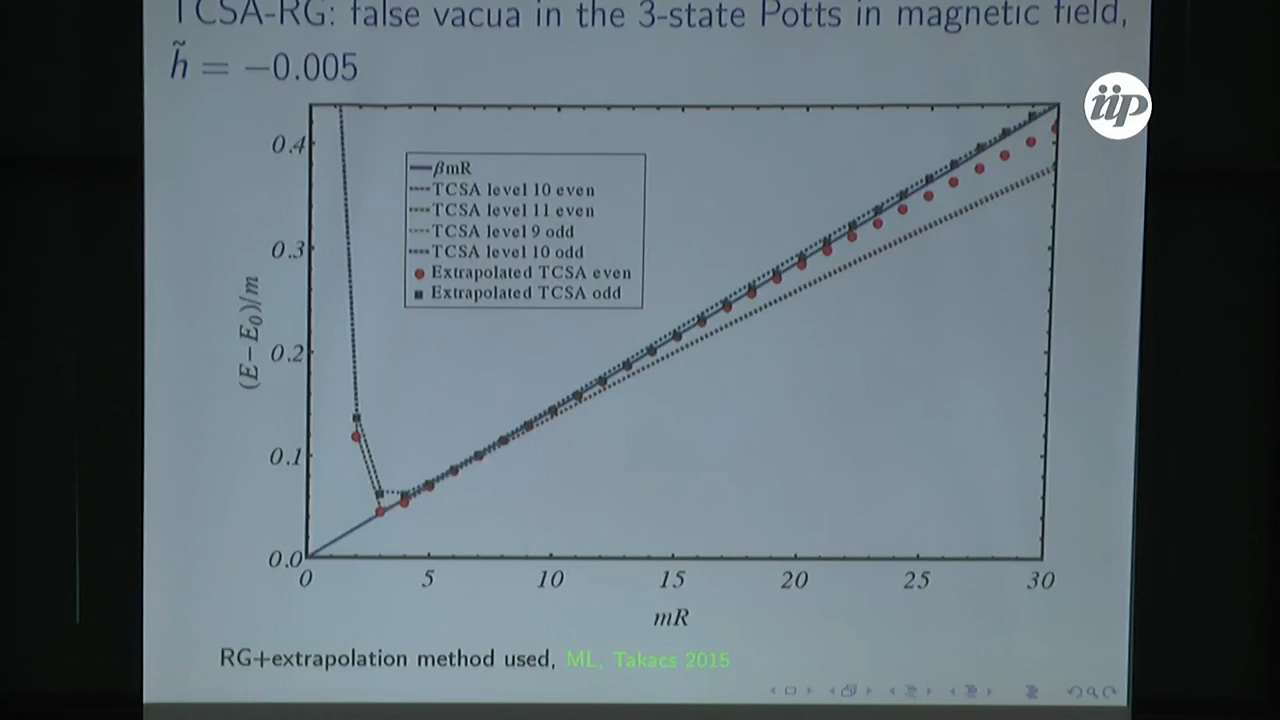 TCSA-RG: false vacua in the 3-state Potts in magnetic field,
h̃ = −0.005
iip
0.4
0.3
0.2
0.1
0.0
(E−E₀)/m
βmR
TCSA level 10 even
TCSA level 11 even
TCSA level 9 odd
TCSA level 10 odd
Extrapolated TCSA even
Extrapolated TCSA odd
0 5 10 15 20 25 30
mR
RG+extrapolation method used, ML, Takacs 2015